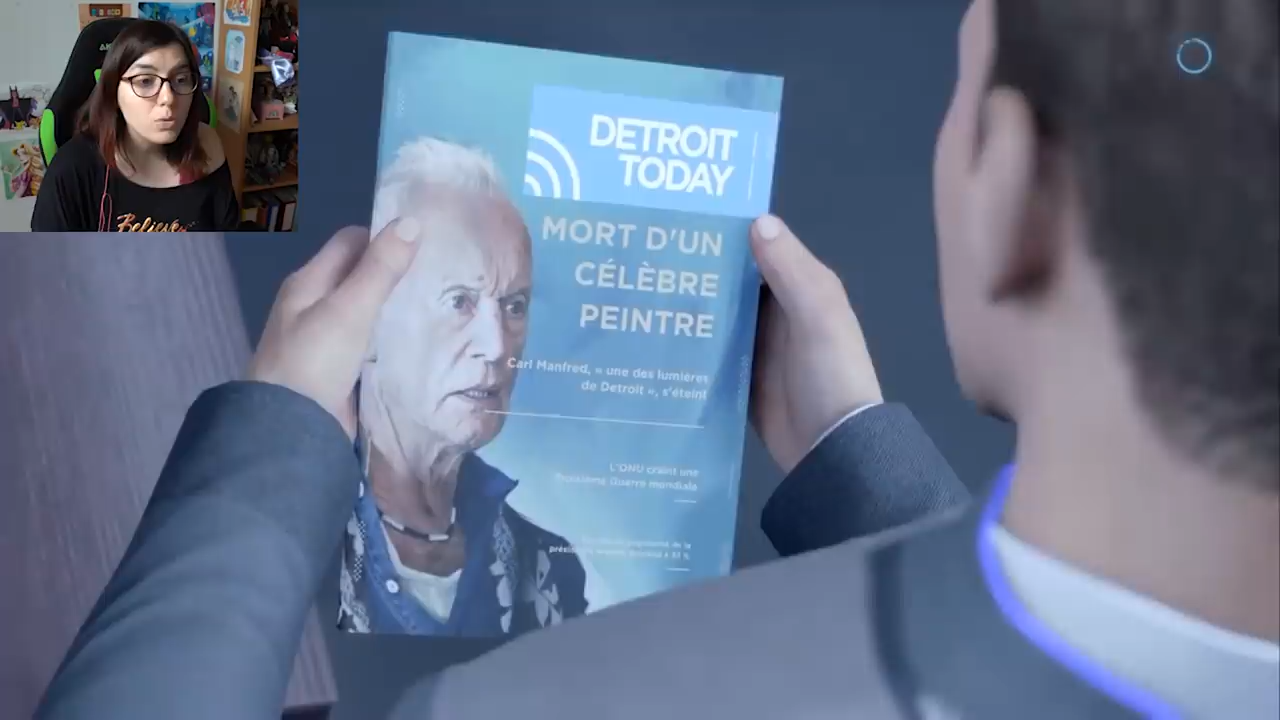 Believe
DETROIT
TODAY
MORT D'UN
CÉLÈBRE
PEINTRE
Carl Manfred, « une des lumières
de Detroit », s'éteint
L'ONU craint une
Troisième Guerre mondiale